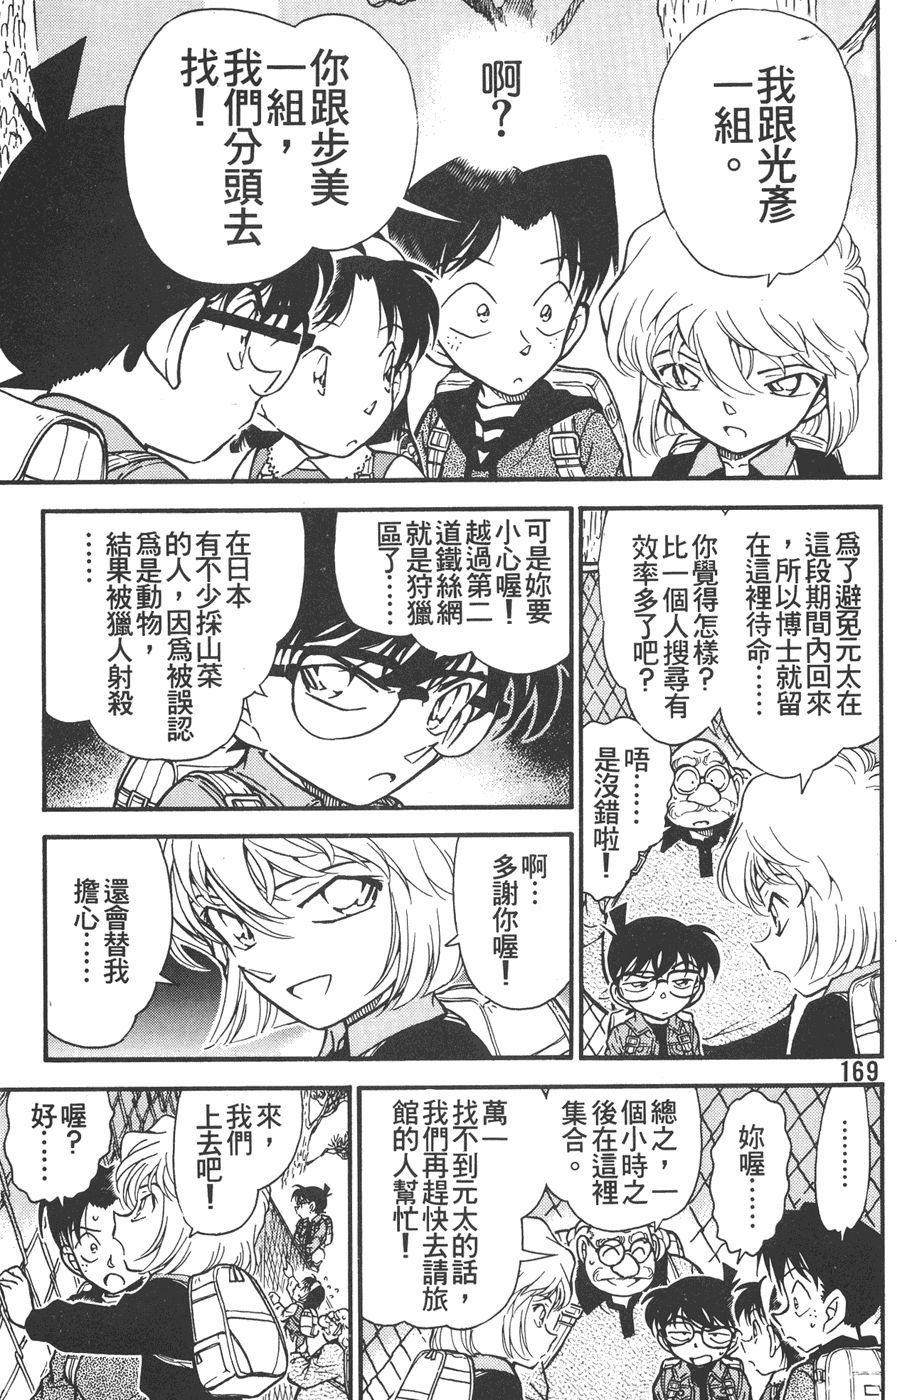 我跟光彥
一組。
啊?
你跟步美
一組,
我們分頭去
找!
為了避免元太在
這段期間內回來
,所以博士就留
在這裡待命……
你覺得怎樣?
比一個人搜尋有
效率多了吧?
唔……
是沒錯啦!
可是妳要
小心喔!
越過第二
道鐵絲網
就是狩獵
區了……
在日本
有不少採山菜
的人,因為被誤認
為是動物,
結果被獵人射殺
……
啊…
多謝你喔!
還會替我
擔心……
169
……
妳喔……
總之,一
個小時之
後在這裡
集合。
萬一
找不到元太的話,
我們再趕快去請旅
館的人幫忙!
來,
我們
上去吧!
喔?
好……